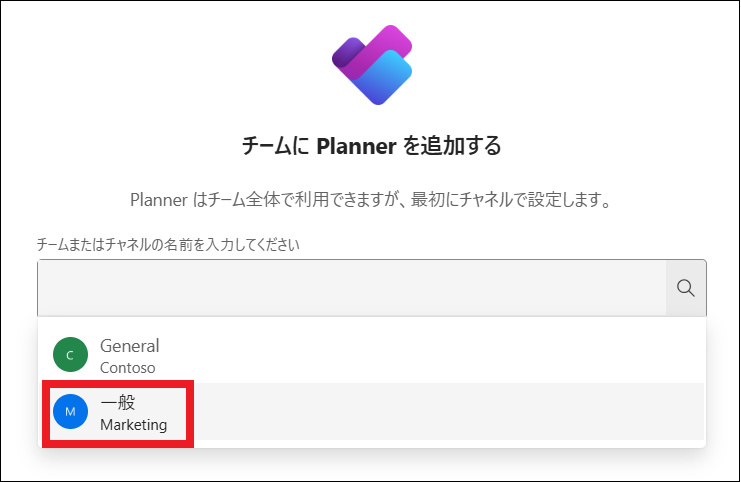 チームに Planner を追加する
Planner はチーム全体で利用できますが、最初にチャネルで設定します。
チームまたはチャネルの名前を入力してください
C
General
Contoso
M
一般
Marketing